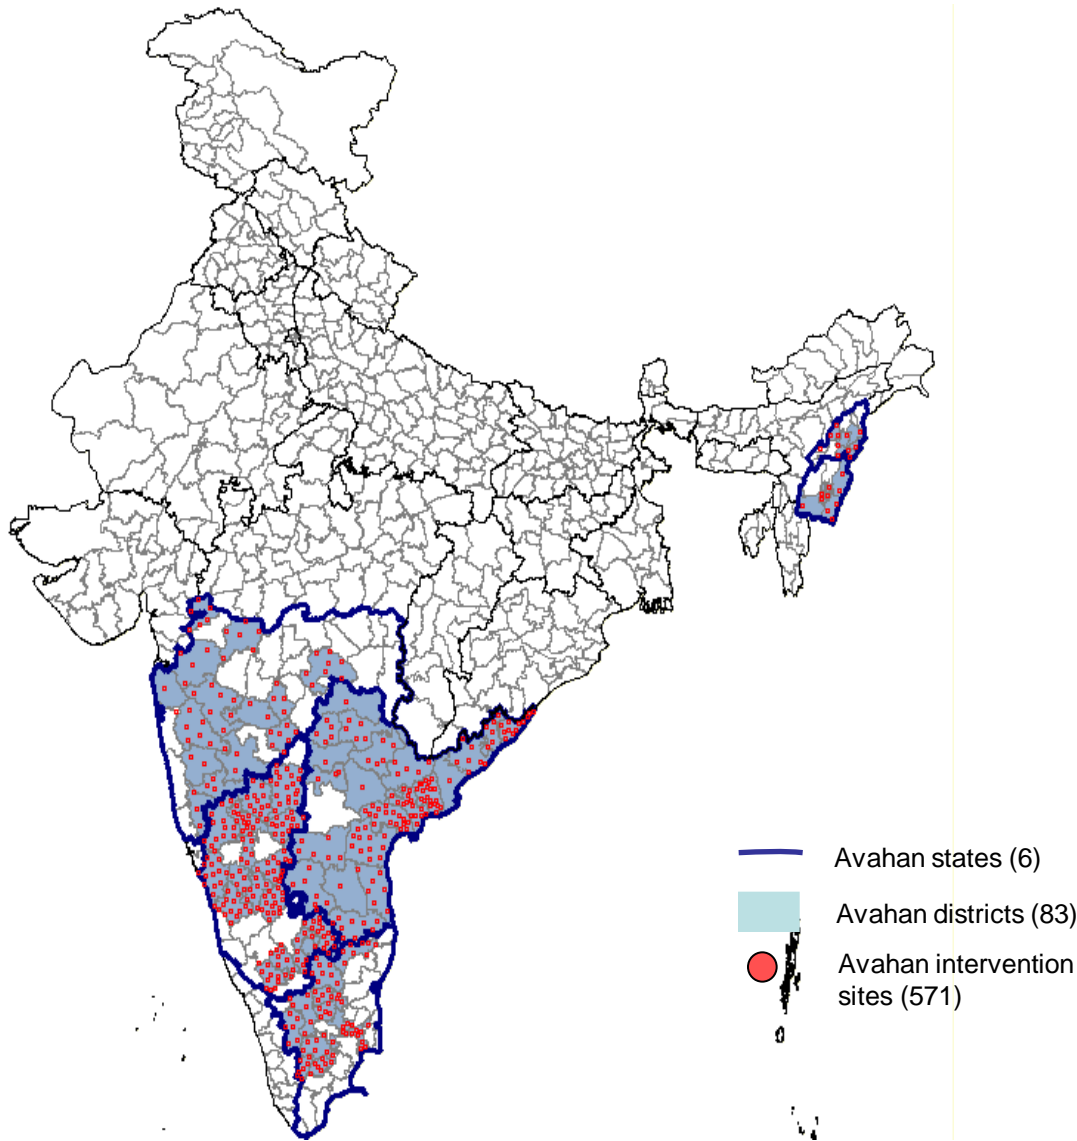 Avahan states (6)
Avahan districts (83)
Avahan intervention
sites (571)